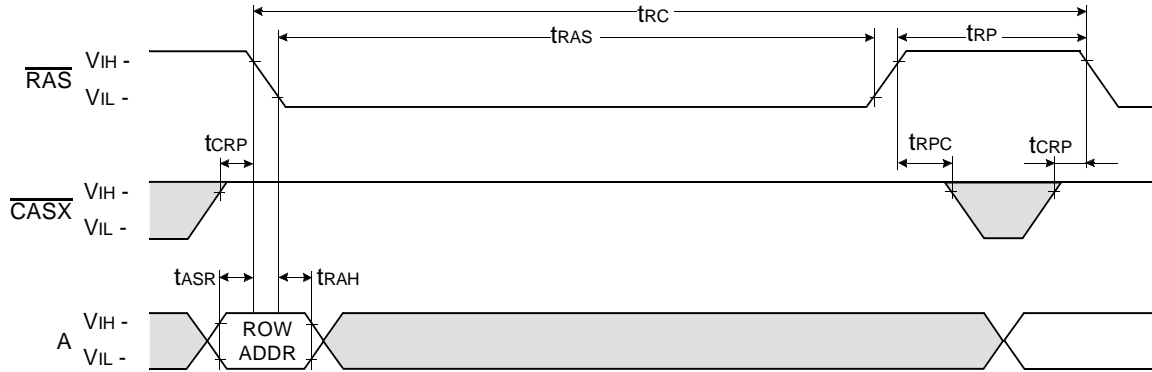 tRC
tRAS
tRP
RAS
VIH -
VIL -
tCRP
tRPC
tCRP
CASX
VIH -
VIL -
tASR
tRAH
A
VIH -
VIL -
ROW
ADDR